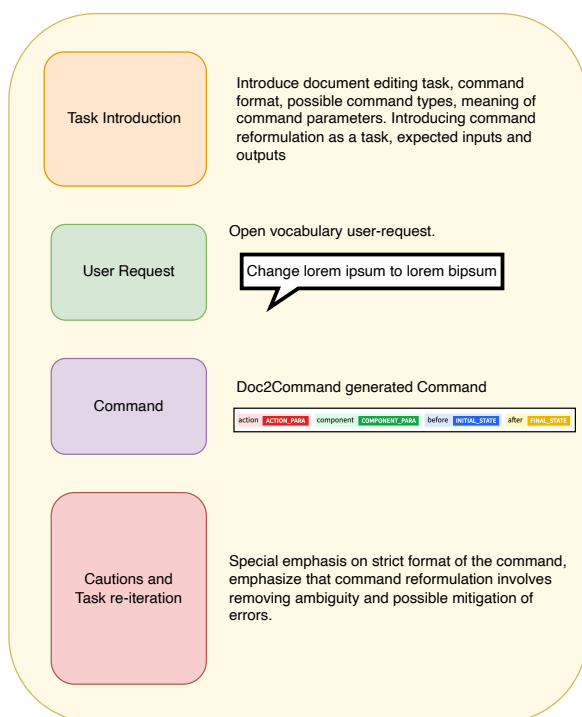 Task Introduction
Introduce document editing task, command
format, possible command types, meaning of
command parameters. Introducing command
reformulation as a task, expected inputs and
outputs
User Request
Open vocabulary user-request.
Change lorem ipsum to lorem bipsum
Command
Doc2Command generated Command
action ACTION_PARA component COMPONENT_PARA before INITIAL_STATE after FINAL_STATE
Cautions and
Task re-iteration
Special emphasis on strict format of the command,
emphasize that command reformulation involves
removing ambiguity and possible mitigation of
errors.